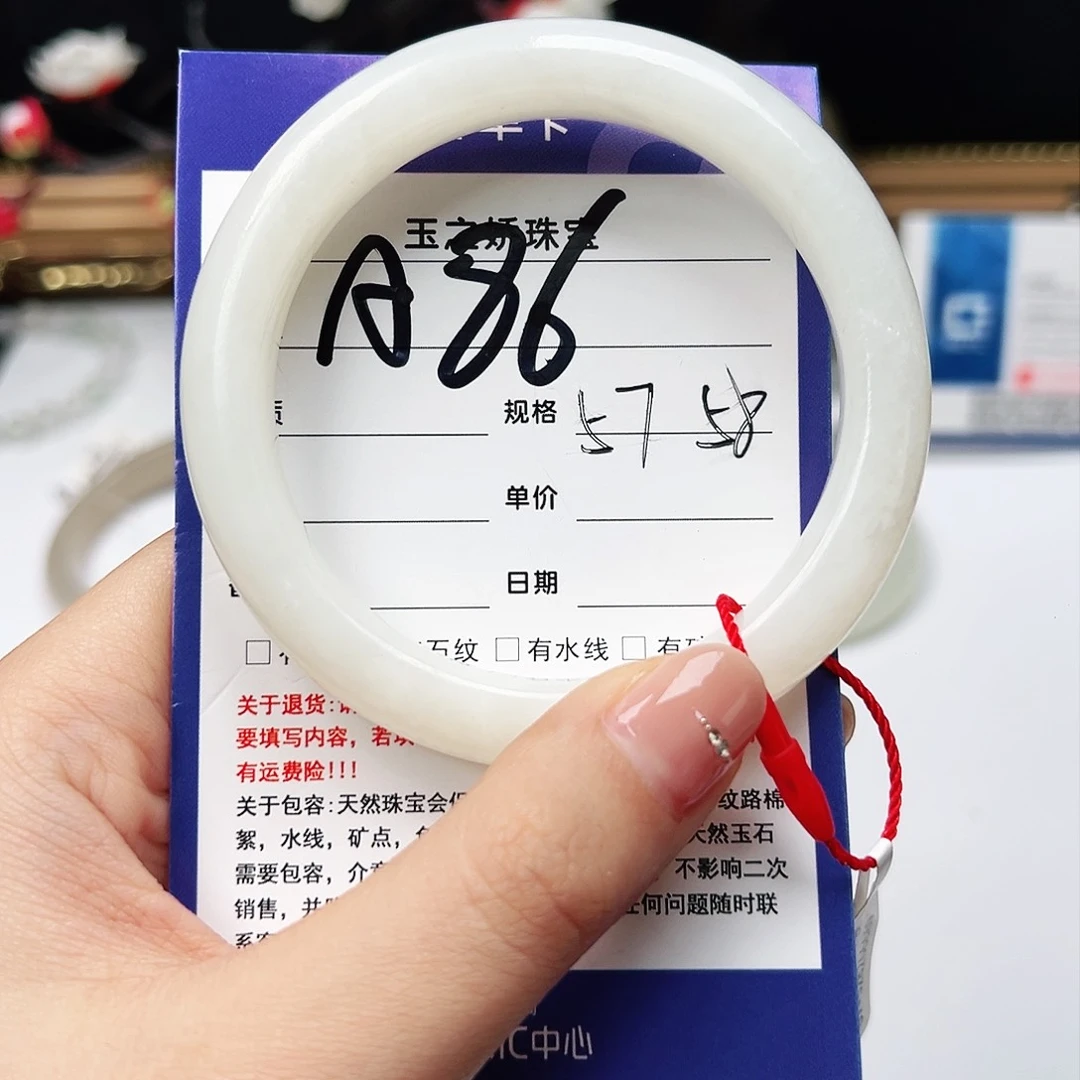 卡
玉之娇珠宝
A86
规格 57 58
单价
日期
石纹 □有水线 □有
关于退货:
要填写内容，若
有运费险!!!
关于包容:天然珠宝会 纹路棉
絮，水线，矿点， 天然玉石
需要包容，介 不影响二次
销售，并 任何问题随时联
系
IC中心